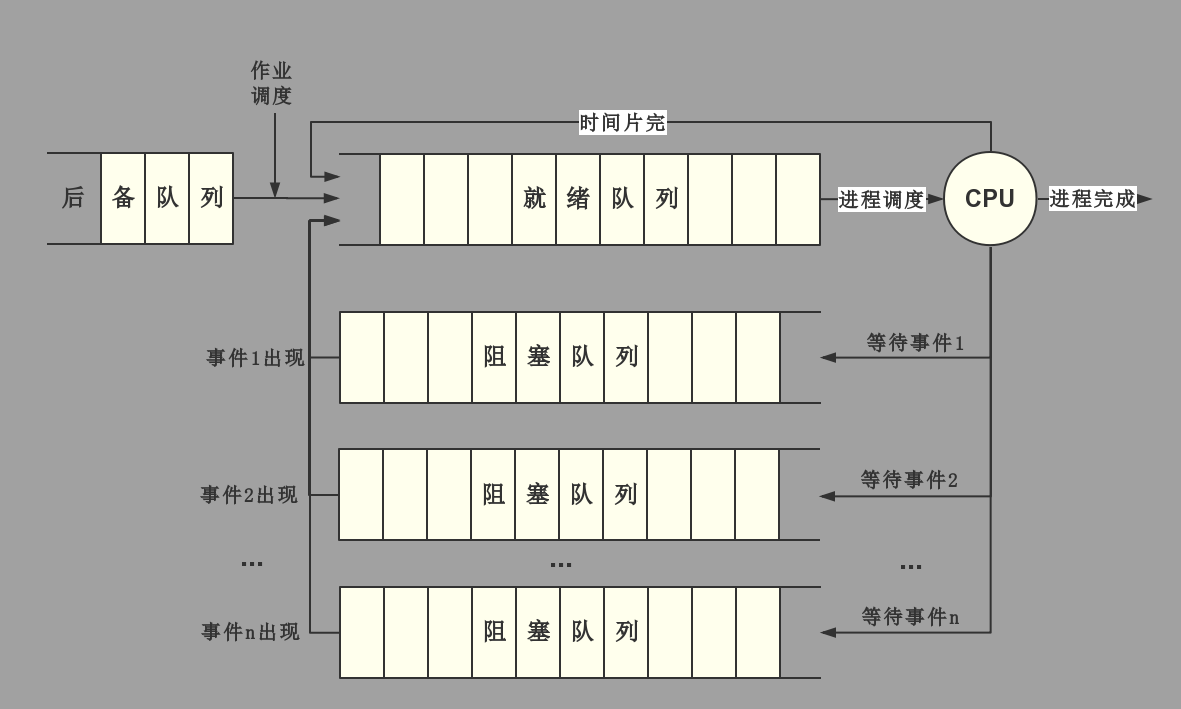 作业
调度
时间片完
后备队列
就绪队列
进程调度
CPU
进程完成
事件1出现
阻塞队列
等待事件1
事件2出现
阻塞队列
等待事件2
...
...
...
事件n出现
阻塞队列
等待事件n